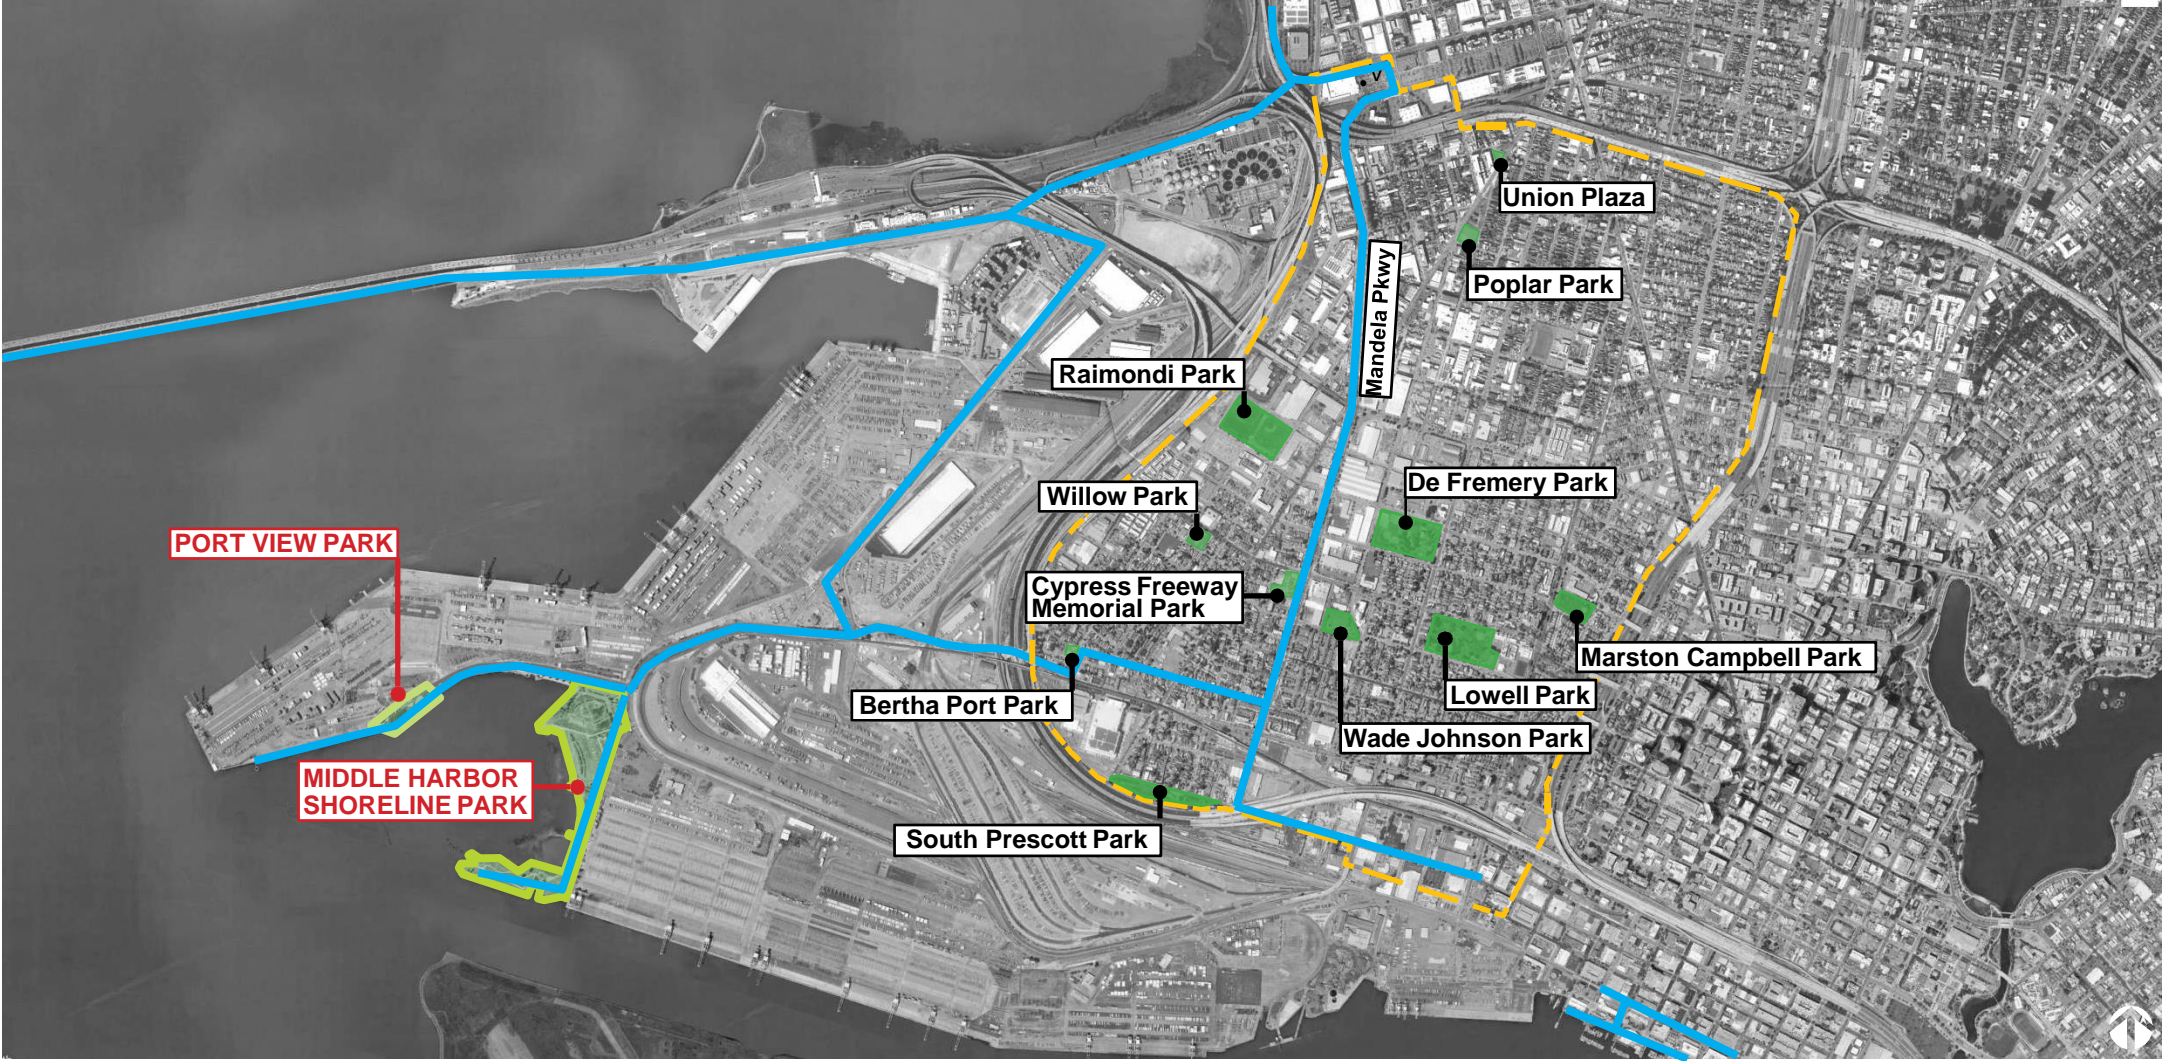 V
Union Plaza
Poplar Park
Mandela Pkwy
Raimondi Park
De Fremery Park
Willow Park
PORT VIEW PARK
Cypress Freeway
Memorial Park
Marston Campbell Park
Lowell Park
Bertha Port Park
Wade Johnson Park
MIDDLE HARBOR
SHORELINE PARK
South Prescott Park